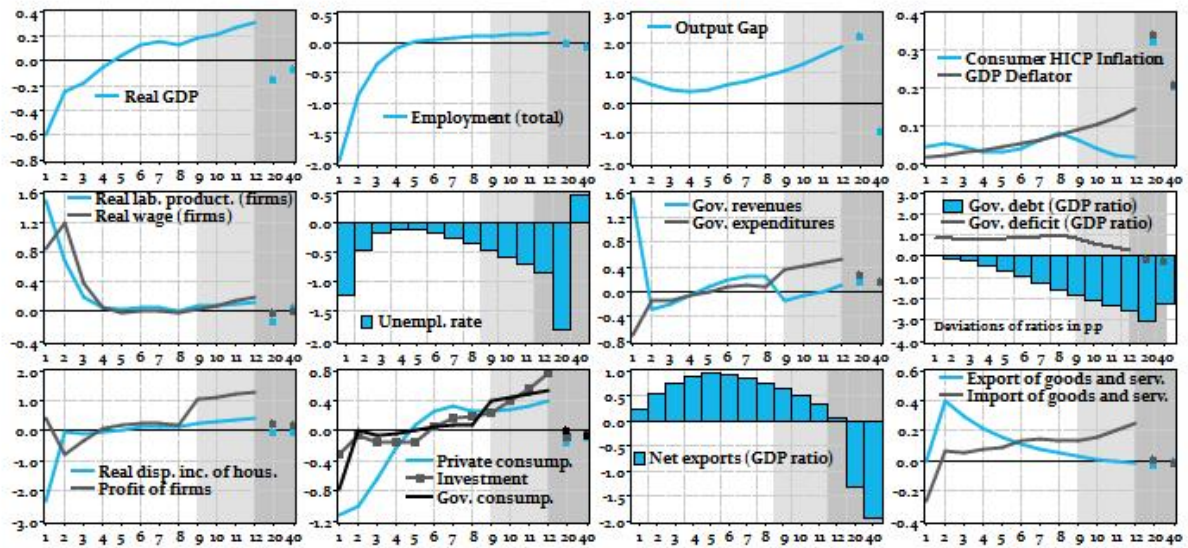 0.4
0.2
0.0
-0.2
-0.4
-0.6
-0.8
Real GDP
1 2 3 4 5 6 7 8 9 10 11 12 20 40
0.5
0.0
-0.5
-1.0
-1.5
-2.0
Employment (total)
1 2 3 4 5 6 7 8 9 10 11 12 20 40
3.0
2.0
1.0
0.0
-1.0
-2.0
Output Gap
1 2 3 4 5 6 7 8 9 10 11 12 20 40
0.4
0.3
0.2
0.1
0.0
Consumer HICP Inflation
GDP Deflator
1 2 3 4 5 6 7 8 9 10 11 12 20 40
1.6
1.2
0.8
0.4
0.0
-0.4
Real lab. product. (firms)
Real wage (firms)
1 2 3 4 5 6 7 8 9 10 11 12 20 40
0.5
0.0
-0.5
-1.0
-1.5
-2.0
Unempl. rate
1 2 3 4 5 6 7 8 9 10 11 12 20 40
1.6
1.2
0.8
0.4
0.0
-0.4
-0.8
Gov. revenues
Gov. expenditures
1 2 3 4 5 6 7 8 9 10 11 12 20 40
3.0
2.0
1.0
0.0
-1.0
-2.0
-3.0
-4.0
Gov. debt (GDP ratio)
Gov. deficit (GDP ratio)
Deviations of ratios in p.p
1 2 3 4 5 6 7 8 9 10 11 12 20 40
2.0
1.0
0.0
-1.0
-2.0
-3.0
Real disp. inc. of hous.
Profit of firms
1 2 3 4 5 6 7 8 9 10 11 12 20 40
0.8
0.4
0.0
-0.4
-0.8
-1.2
Private consump.
Investment
Gov. consump.
1 2 3 4 5 6 7 8 9 10 11 12 20 40
1.0
0.5
0.0
-0.5
-1.0
-1.5
-2.0
Net exports (GDP ratio)
1 2 3 4 5 6 7 8 9 10 11 12 20 40
0.6
0.4
0.2
0.0
-0.2
-0.4
Export of goods and serv.
Import of goods and serv.
1 2 3 4 5 6 7 8 9 10 11 12 20 40